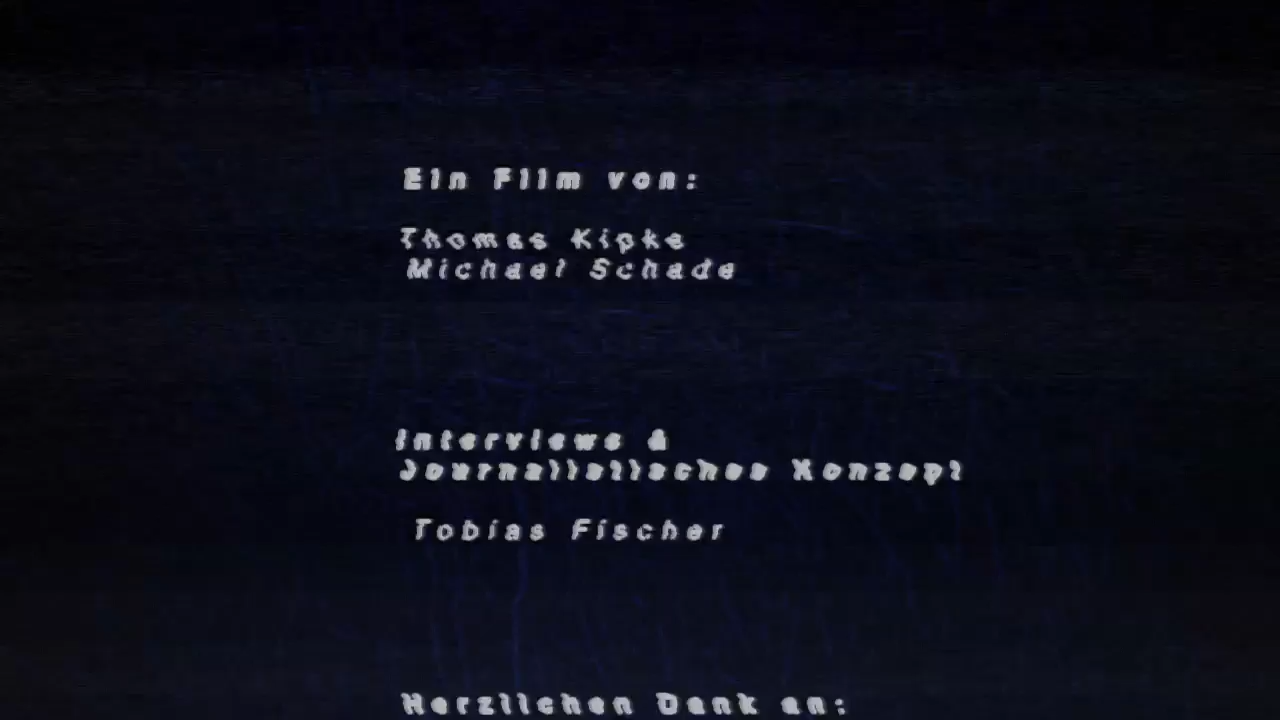 Ein Film von:
Thomas Kipke
Michael Schade
Interviews &
Journalistisches Konzept
Tobias Fischer
Herzlichen Dank an: